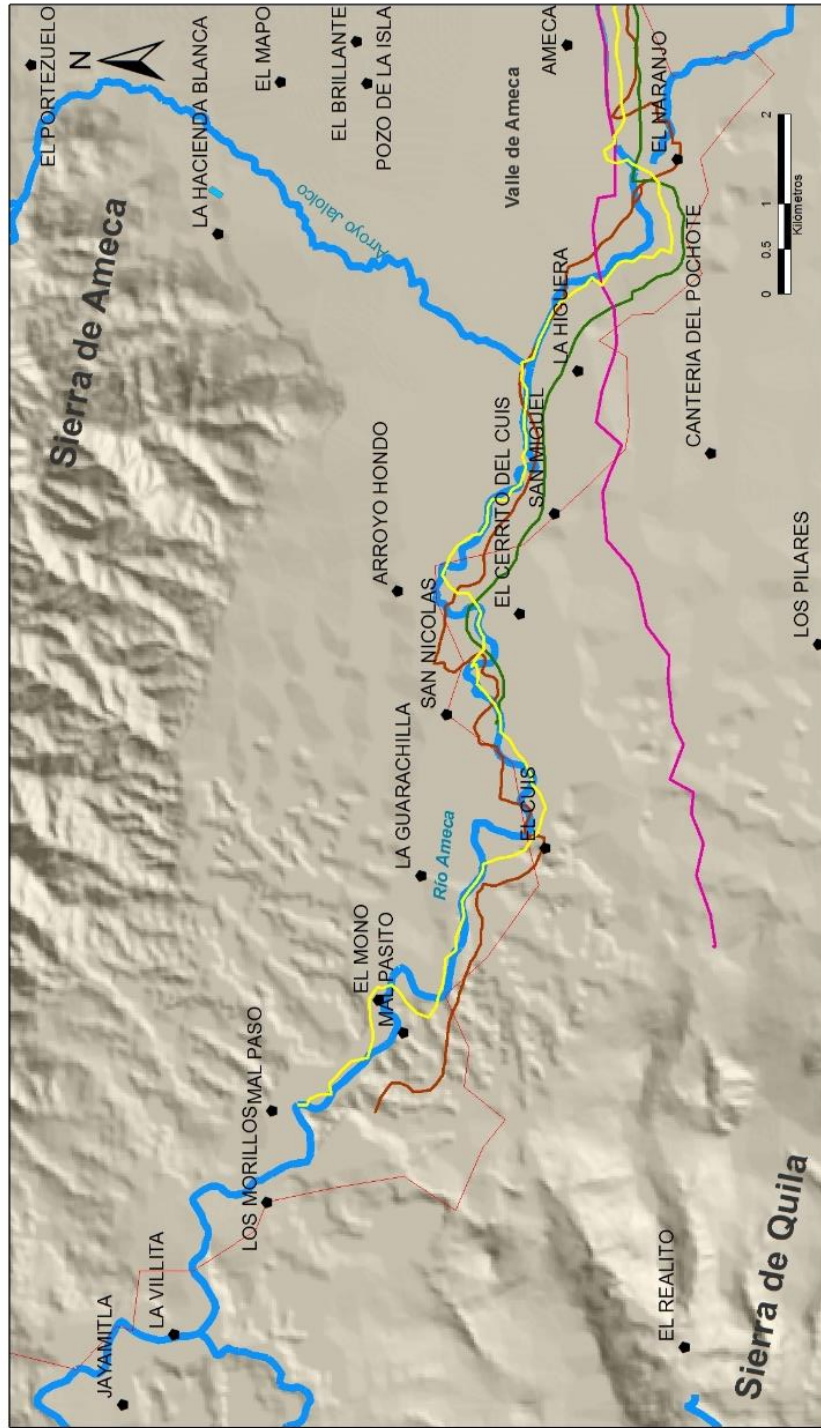 EL PORTEZUELO
N
Sierra de Ameca
JAYAMITLA
LA VILLITA
LA HACIENDA BLANCA
LOS MORILLOS
MAL PASO
EL MAPO
EL BRILLANTE
Arroyo Jalolco
EL MONO
ARROYO HONDO
POZO DE LA ISLA
MAL PASITO
LA GUARACHILLA
SAN NICOLAS
Río Ameca
EL CERRITO DEL CUIS
Valle de Ameca
EL CUIS
SAN MIGUEL
AMECA
LA HIGUERA
EL NARANJO
EL REALITO
CANTERIA DEL POCHOTE
Sierra de Quila
0 0.5 1 2
Kilómetros
LOS PILARES